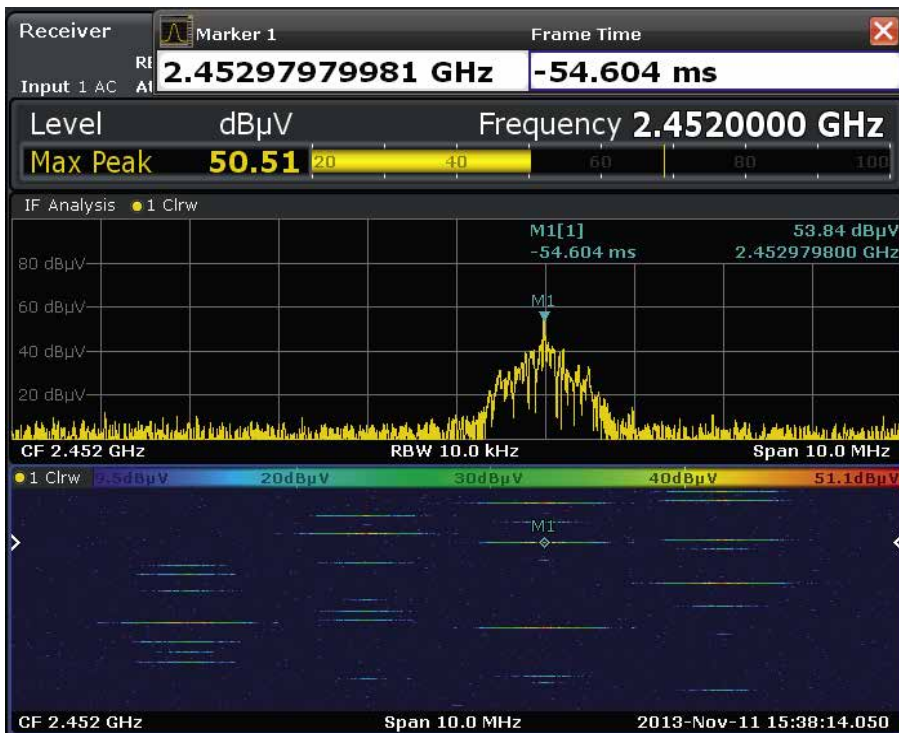 Receiver
Marker 1 Frame Time
2.45297979981 GHz -54.604 ms
Input 1 AC
Level dBµV Frequency 2.4520000 GHz
Max Peak 50.51 20 40 60 80 100
IF Analysis 1 Clrw
M1[1] 53.84 dBµV
-54.604 ms 2.452979800 GHz
80 dBµV
60 dBµV
M1
40 dBµV
20 dBµV
CF 2.452 GHz RBW 10.0 kHz Span 10.0 MHz
1 Clrw 9.5dBµV 20dBµV 30dBµV 40dBµV 51.1dBµV
M1
CF 2.452 GHz Span 10.0 MHz 2013-Nov-11 15:38:14.050